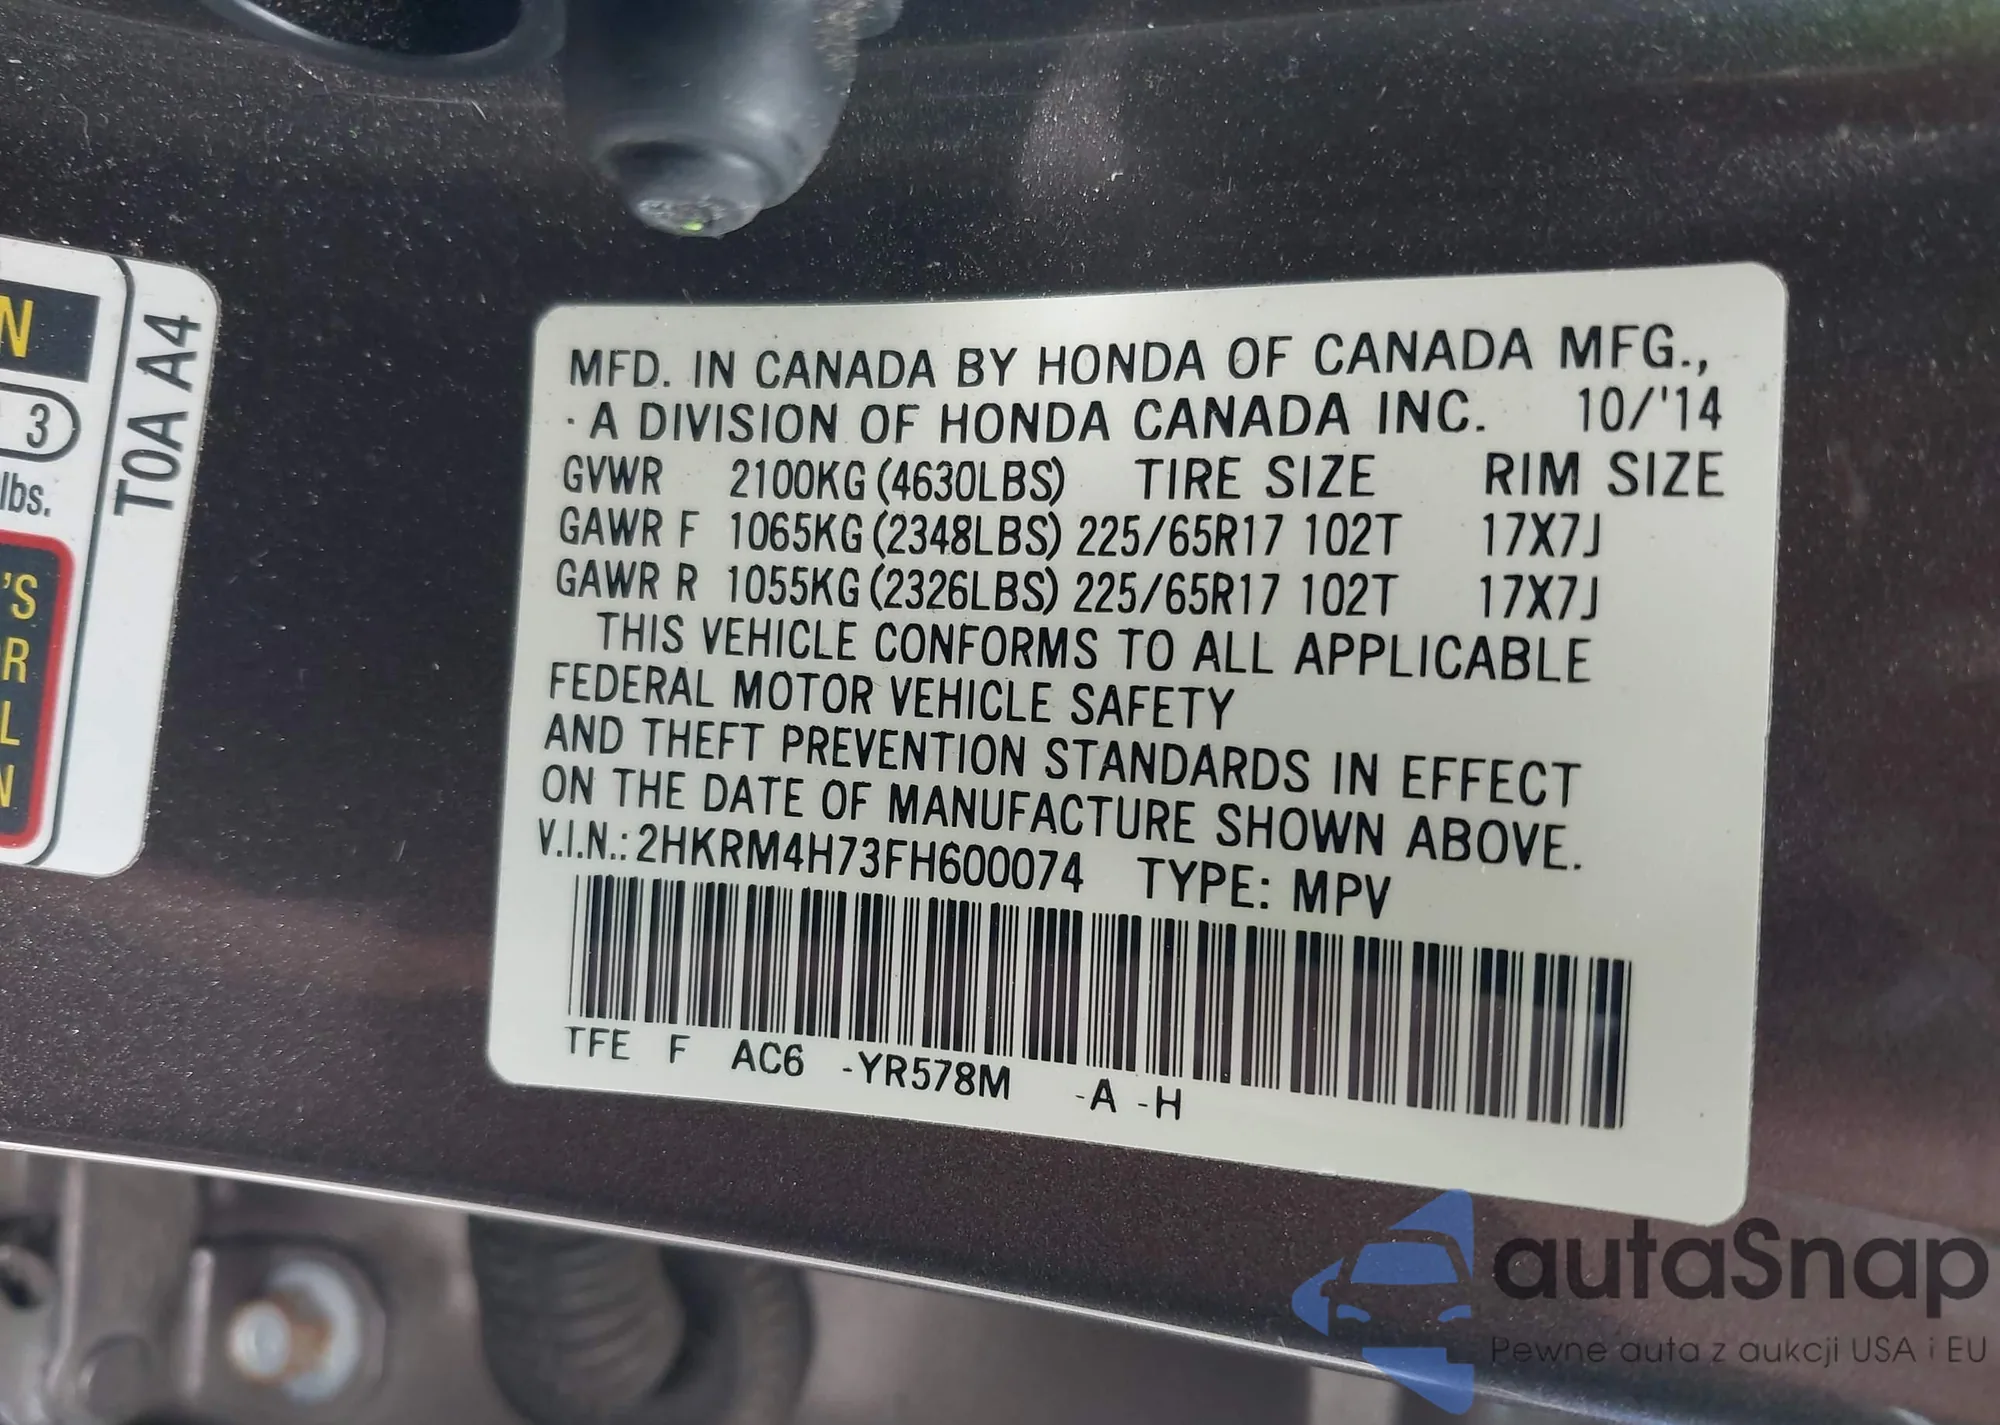 N
3
lbs.
'S
R
L
N
T0A A4
MFD. IN CANADA BY HONDA OF CANADA MFG.,
· A DIVISION OF HONDA CANADA INC. 10/'14
GVWR 2100KG (4630LBS) TIRE SIZE RIM SIZE
GAWR F 1065KG (2348LBS) 225/65R17 102T 17X7J
GAWR R 1055KG (2326LBS) 225/65R17 102T 17X7J
THIS VEHICLE CONFORMS TO ALL APPLICABLE
FEDERAL MOTOR VEHICLE SAFETY
AND THEFT PREVENTION STANDARDS IN EFFECT
ON THE DATE OF MANUFACTURE SHOWN ABOVE.
V.I.N.: 2HKRM4H73FH600074 TYPE: MPV
TFE F AC6 -YR578M -A -H
autaSnap
Pewne auta z aukcji USA i EU